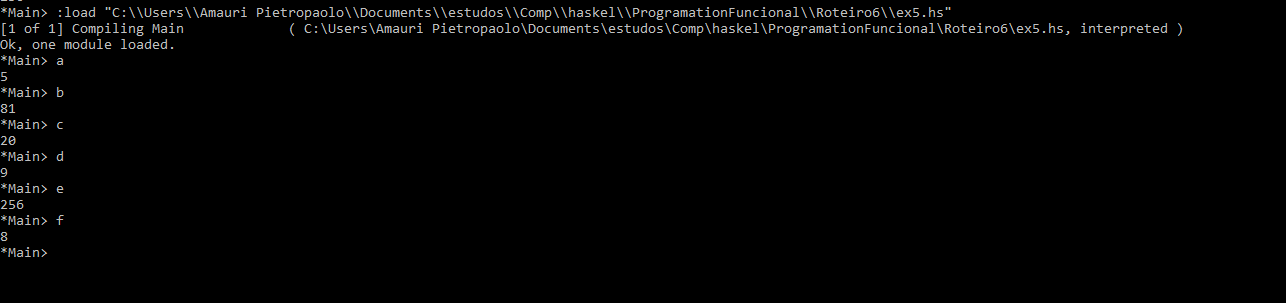 *Main> :load "C:\\Users\\Amauri Pietropaolo\\Documents\\estudos\\Comp\\haskel\\ProgramationFuncional\\Roteiro6\\ex5.hs"
[1 of 1] Compiling Main             ( C:\Users\Amauri Pietropaolo\Documents\estudos\Comp\haskel\ProgramationFuncional\Roteiro6\ex5.hs, interpreted )
Ok, one module loaded.
*Main> a
5
*Main> b
81
*Main> c
20
*Main> d
9
*Main> e
256
*Main> f
8
*Main>